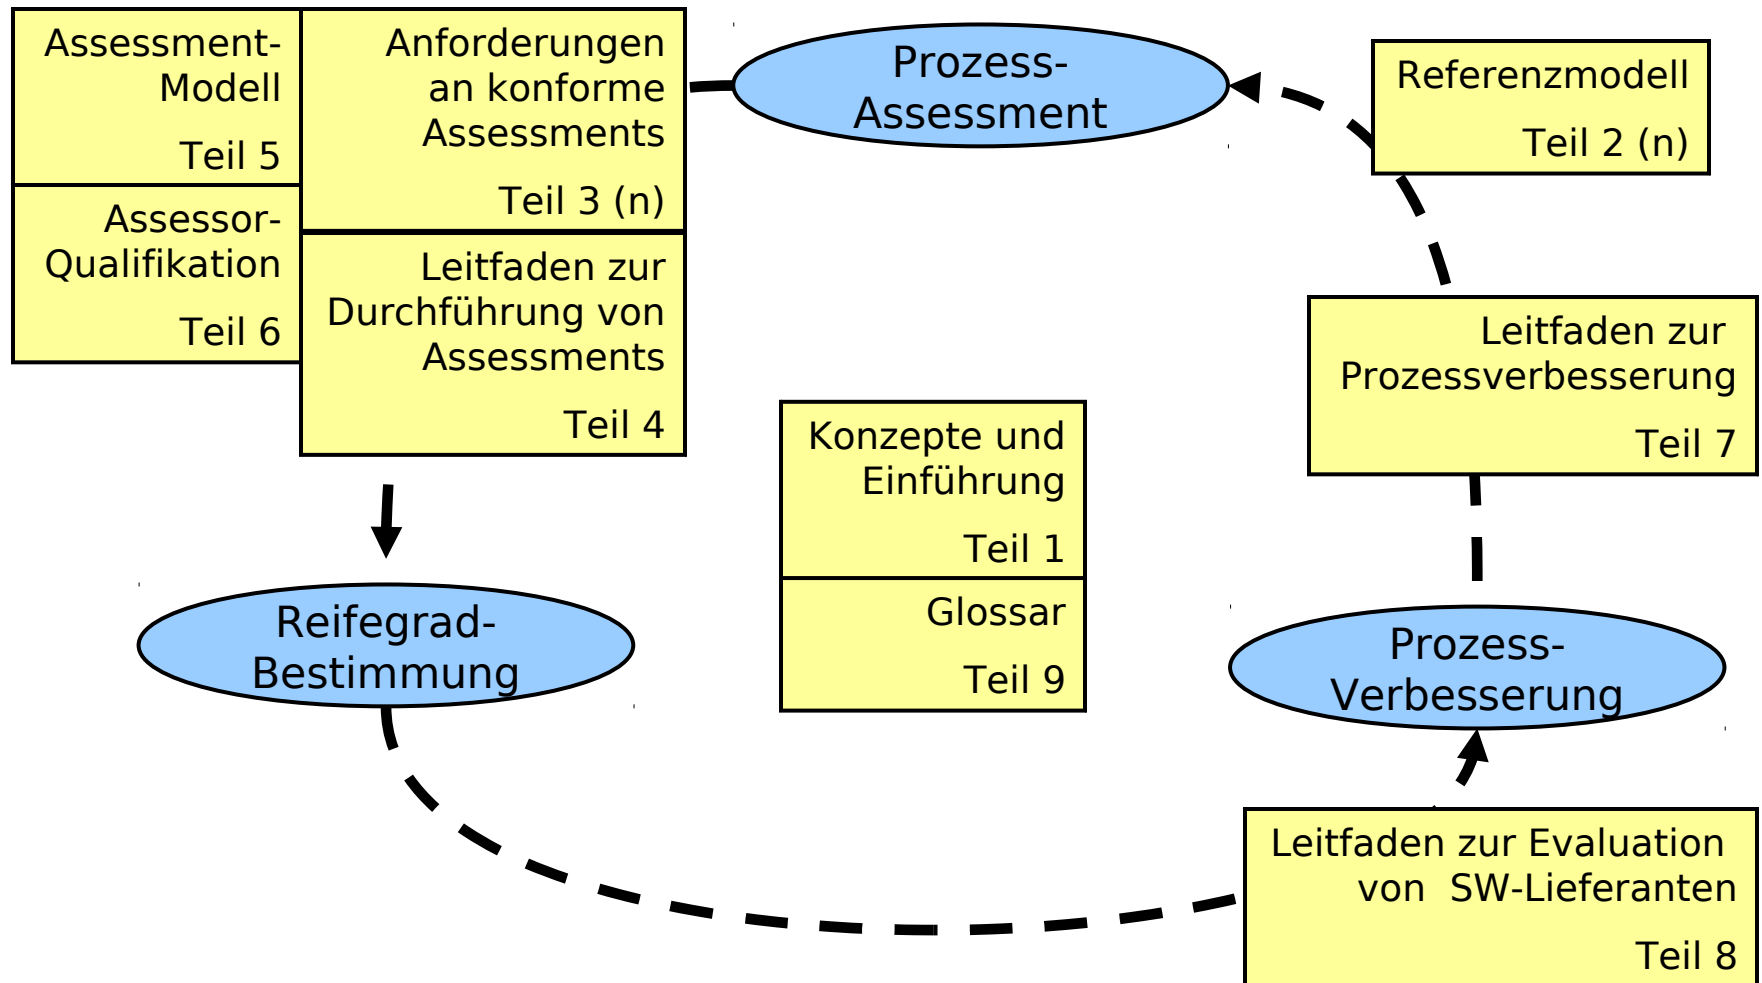 Assessment-
Modell
Teil 5
Anforderungen
an konforme
Assessments
Teil 3 (n)
Prozess-
Assessment
Referenzmodell
Teil 2 (n)
Assessor-
Qualifikation
Teil 6
Leitfaden zur
Durchführung von
Assessments
Teil 4
Leitfaden zur
Prozessverbesserung
Teil 7
Konzepte und
Einführung
Teil 1
Glossar
Teil 9
Reifegrad-
Bestimmung
Prozess-
Verbesserung
Leitfaden zur Evaluation
von  SW-Lieferanten
Teil 8